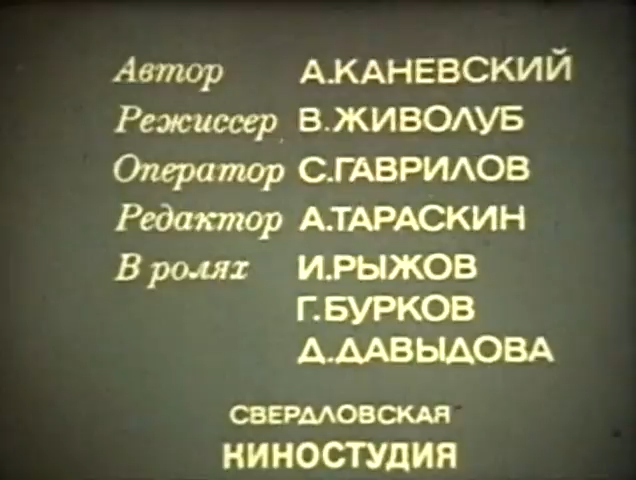 Автор А.КАНЕВСКИЙ
Режиссер В.ЖИВОЛУБ
Оператор С.ГАВРИЛОВ
Редактор А.ТАРАСКИН
В ролях И.РЫЖОВ
Г.БУРКОВ
Д.ДАВЫДОВА
СВЕРДЛОВСКАЯ
КИНОСТУДИЯ